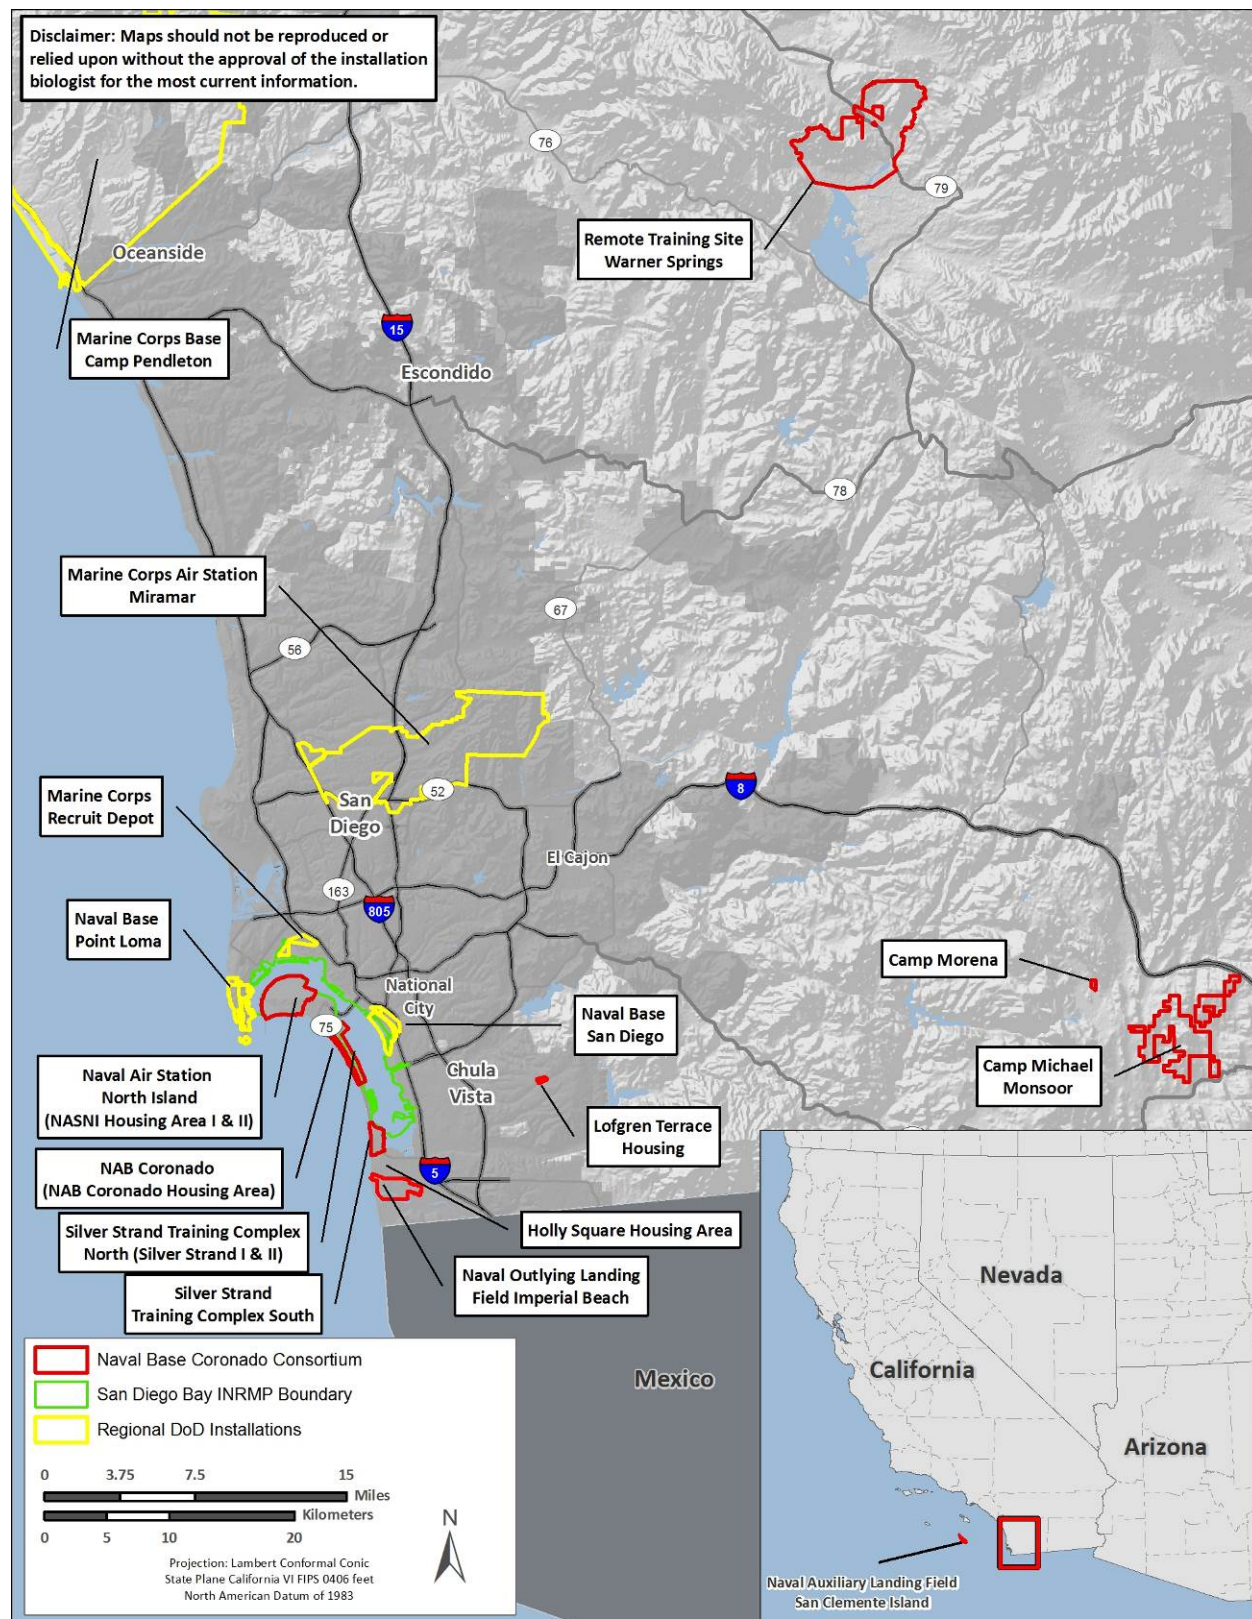 Disclaimer: Maps should not be reproduced or
relied upon without the approval of the installation
biologist for the most current information.
76
79
Remote Training Site
Warner Springs
Oceanside
Marine Corps Base
Camp Pendleton
15
Escondido
78
Marine Corps Air Station
Miramar
67
56
52
8
Marine Corps
Recruit Depot
San
Diego
El Cajon
163
805
Naval Base
Point Loma
Camp Morena
National
City
Naval Base
San Diego
75
Camp Michael
Monsoor
Chula
Vista
Naval Air Station
North Island
(NASNI Housing Area I & II)
Lofgren Terrace
Housing
NAB Coronado
(NAB Coronado Housing Area)
5
Silver Strand Training Complex
North (Silver Strand I & II)
Holly Square Housing Area
Silver Strand
Training Complex South
Naval Outlying Landing
Field Imperial Beach
Mexico
Naval Base Coronado Consortium
San Diego Bay INRMP Boundary
Regional DoD Installations
0 3.75 7.5 15
Miles
Kilometers
0 5 10 20
N
Projection: Lambert Conformal Conic
State Plane California VI FIPS 0406 feet
North American Datum of 1983
Nevada
California
Arizona
Naval Auxiliary Landing Field
San Clemente Island